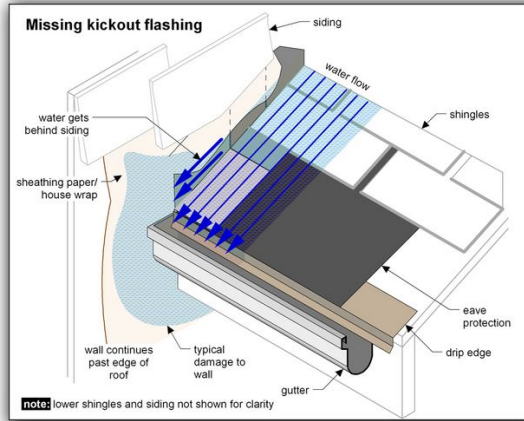 Missing kickout flashing
siding
water flow
water gets
behind siding
shingles
sheathing paper/
house wrap
eave
protection
wall continues
past edge of
roof
typical
damage to
wall
drip edge
gutter
note: lower shingles and siding not shown for clarity